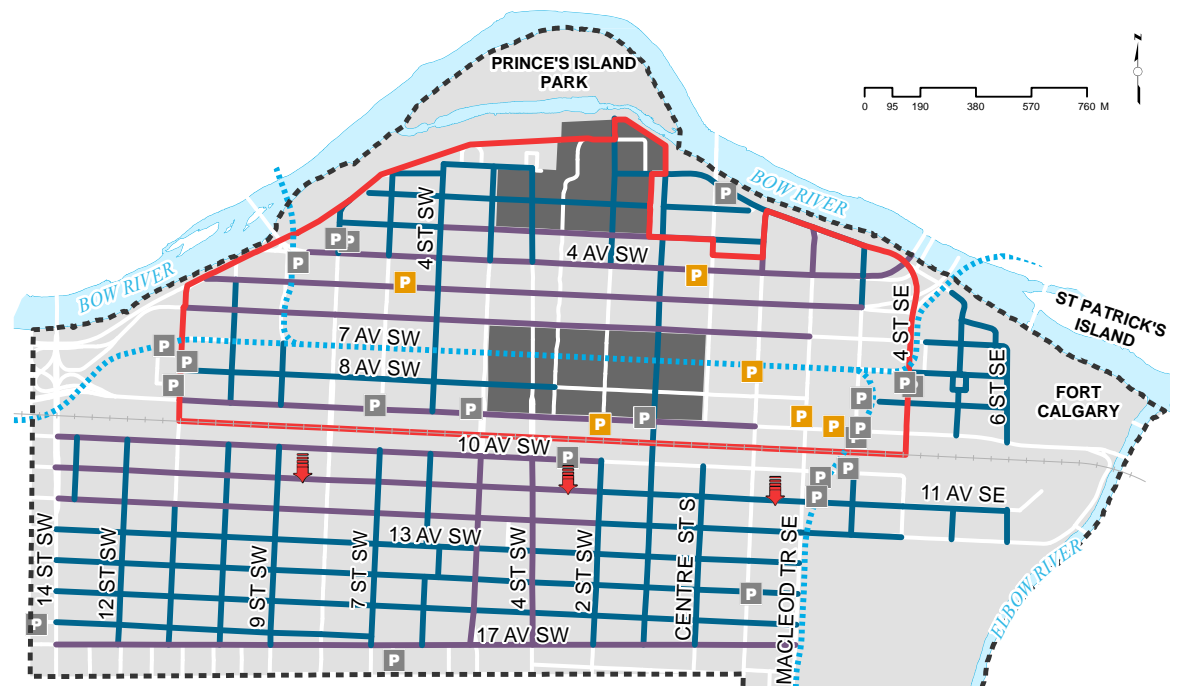 PRINCE'S ISLAND
PARK
N
0 95 190 380 570 760 M
P
BOW RIVER
4 ST SW
P
P
4 AV SW
P
P
P
BOW RIVER
4 ST SE
ST PATRICK'S
ISLAND
7 AV SW
P
P
8 AV SW
P
P
P
P
P
6 ST SE
FORT
CALGARY
P
P
P
P
P
P
P
P
P
10 AV SW
P
P
P
P
11 AV SE
14 ST SW
12 ST SW
9 ST SW
7 ST SW
13 AV SW
4 ST SW
2 ST SW
CENTRE ST S
MACLEOD TR SE
ELBOW RIVER
P
P
17 AV SW
P